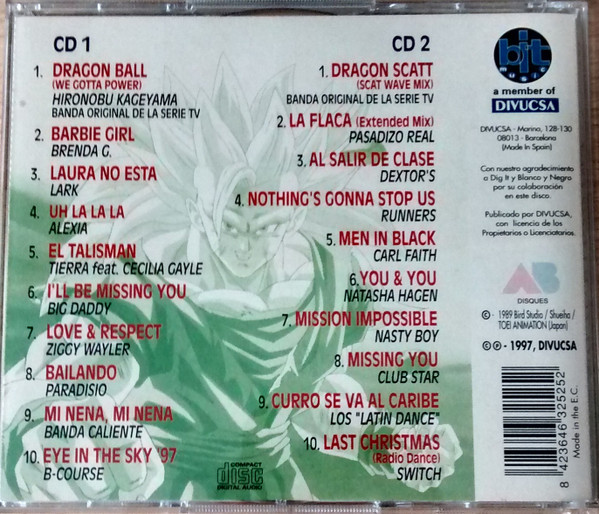 CD 1
1. DRAGON BALL
(WE GOTTA POWER)
HIRONOBU KAGEYAMA
BANDA ORIGINAL DE LA SERIE TV
2. BARBIE GIRL
BRENDA G.
3. LAURA NO ESTA
LARK
4. UH LA LA LA
ALEXIA
5. EL TALISMAN
TIERRA feat. CECILIA GAYLE
6. I'LL BE MISSING YOU
BIG DADDY
7. LOVE & RESPECT
ZIGGY WAYLER
8. BAILANDO
PARADISIO
9. MI NENA, MI NENA
BANDA CALIENTE
10. EYE IN THE SKY '97
B-COURSE
CD 2
1. DRAGON SCATT
(SCAT WAVE MIX)
BANDA ORIGINAL DE LA SERIE TV
2. LA FLACA (Extended Mix)
PASADIZO REAL
3. AL SALIR DE CLASE
DEXTOR'S
4. NOTHING'S GONNA STOP US
RUNNERS
5. MEN IN BLACK
CARL FAITH
6. YOU & YOU
NATASHA HAGEN
7. MISSION IMPOSSIBLE
NASTY BOY
8. MISSING YOU
CLUB STAR
9. CURRO SE VA AL CARIBE
LOS "LATIN DANCE"
10. LAST CHRISTMAS
(Radio Dance)
SWITCH
COMPACT
disc
DIGITAL AUDIO
bit
music
a member of
DIVUCSA
DIVUCSA - Marina, 128-130
08013 - Barcelona
(Made In Spain)
Con nuestro agradecimiento
a Dig It y Blanco y Negro
por su colaboración
en este disco.
Publicado por DIVUCSA,
con licencia de los
Propietarios o Licenciatarios.
AB
DISQUES
© - 1989 Bird Studio / Shueiha /
TOEI ANIMATION (Japan)
© ℗ - 1997, DIVUCSA
8 423646 325252
Made in the E.C.